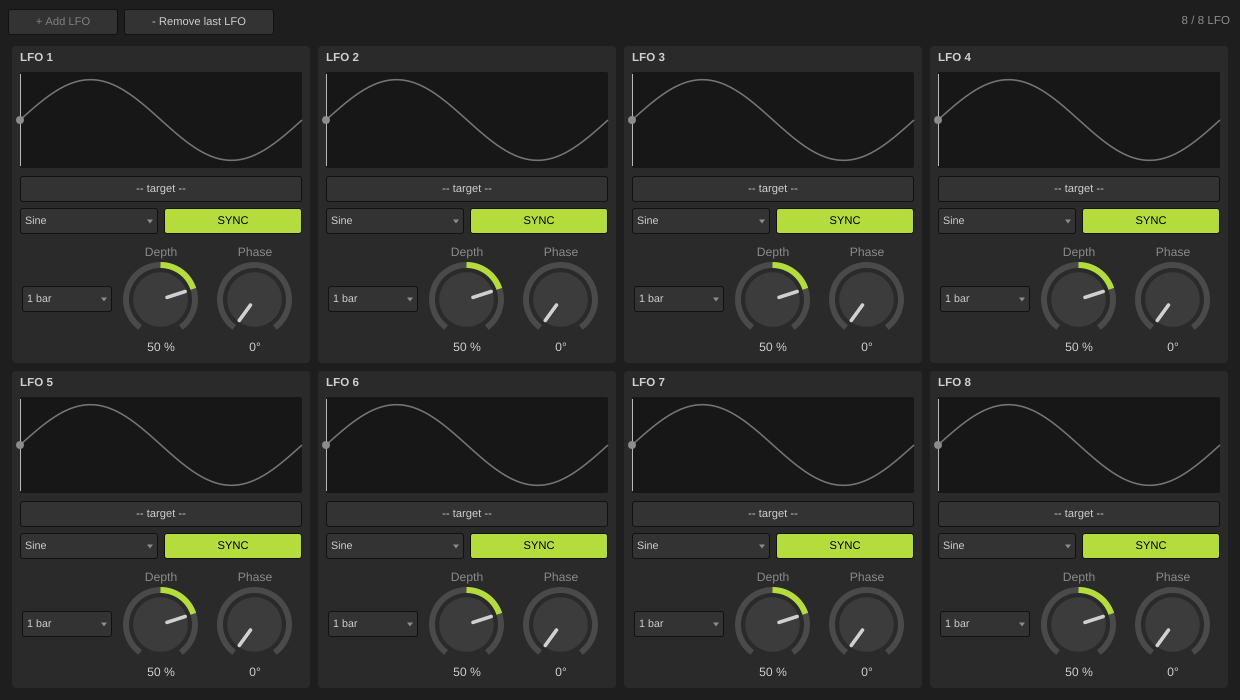 + Add LFO - Remove last LFO 8 / 8 LFO
LFO 1 LFO 2 LFO 3 LFO 4
-- target -- -- target -- -- target -- -- target --
Sine SYNC Sine SYNC Sine SYNC Sine SYNC
Depth Phase Depth Phase Depth Phase Depth Phase
1 bar 1 bar 1 bar 1 bar
50 % 0° 50 % 0° 50 % 0° 50 % 0°
LFO 5 LFO 6 LFO 7 LFO 8
-- target -- -- target -- -- target -- -- target --
Sine SYNC Sine SYNC Sine SYNC Sine SYNC
Depth Phase Depth Phase Depth Phase Depth Phase
1 bar 1 bar 1 bar 1 bar
50 % 0° 50 % 0° 50 % 0° 50 % 0°